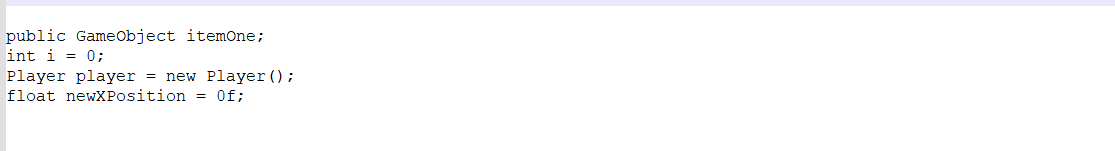 public GameObject itemOne;
int i = 0;
Player player = new Player();
float newXPosition = 0f;